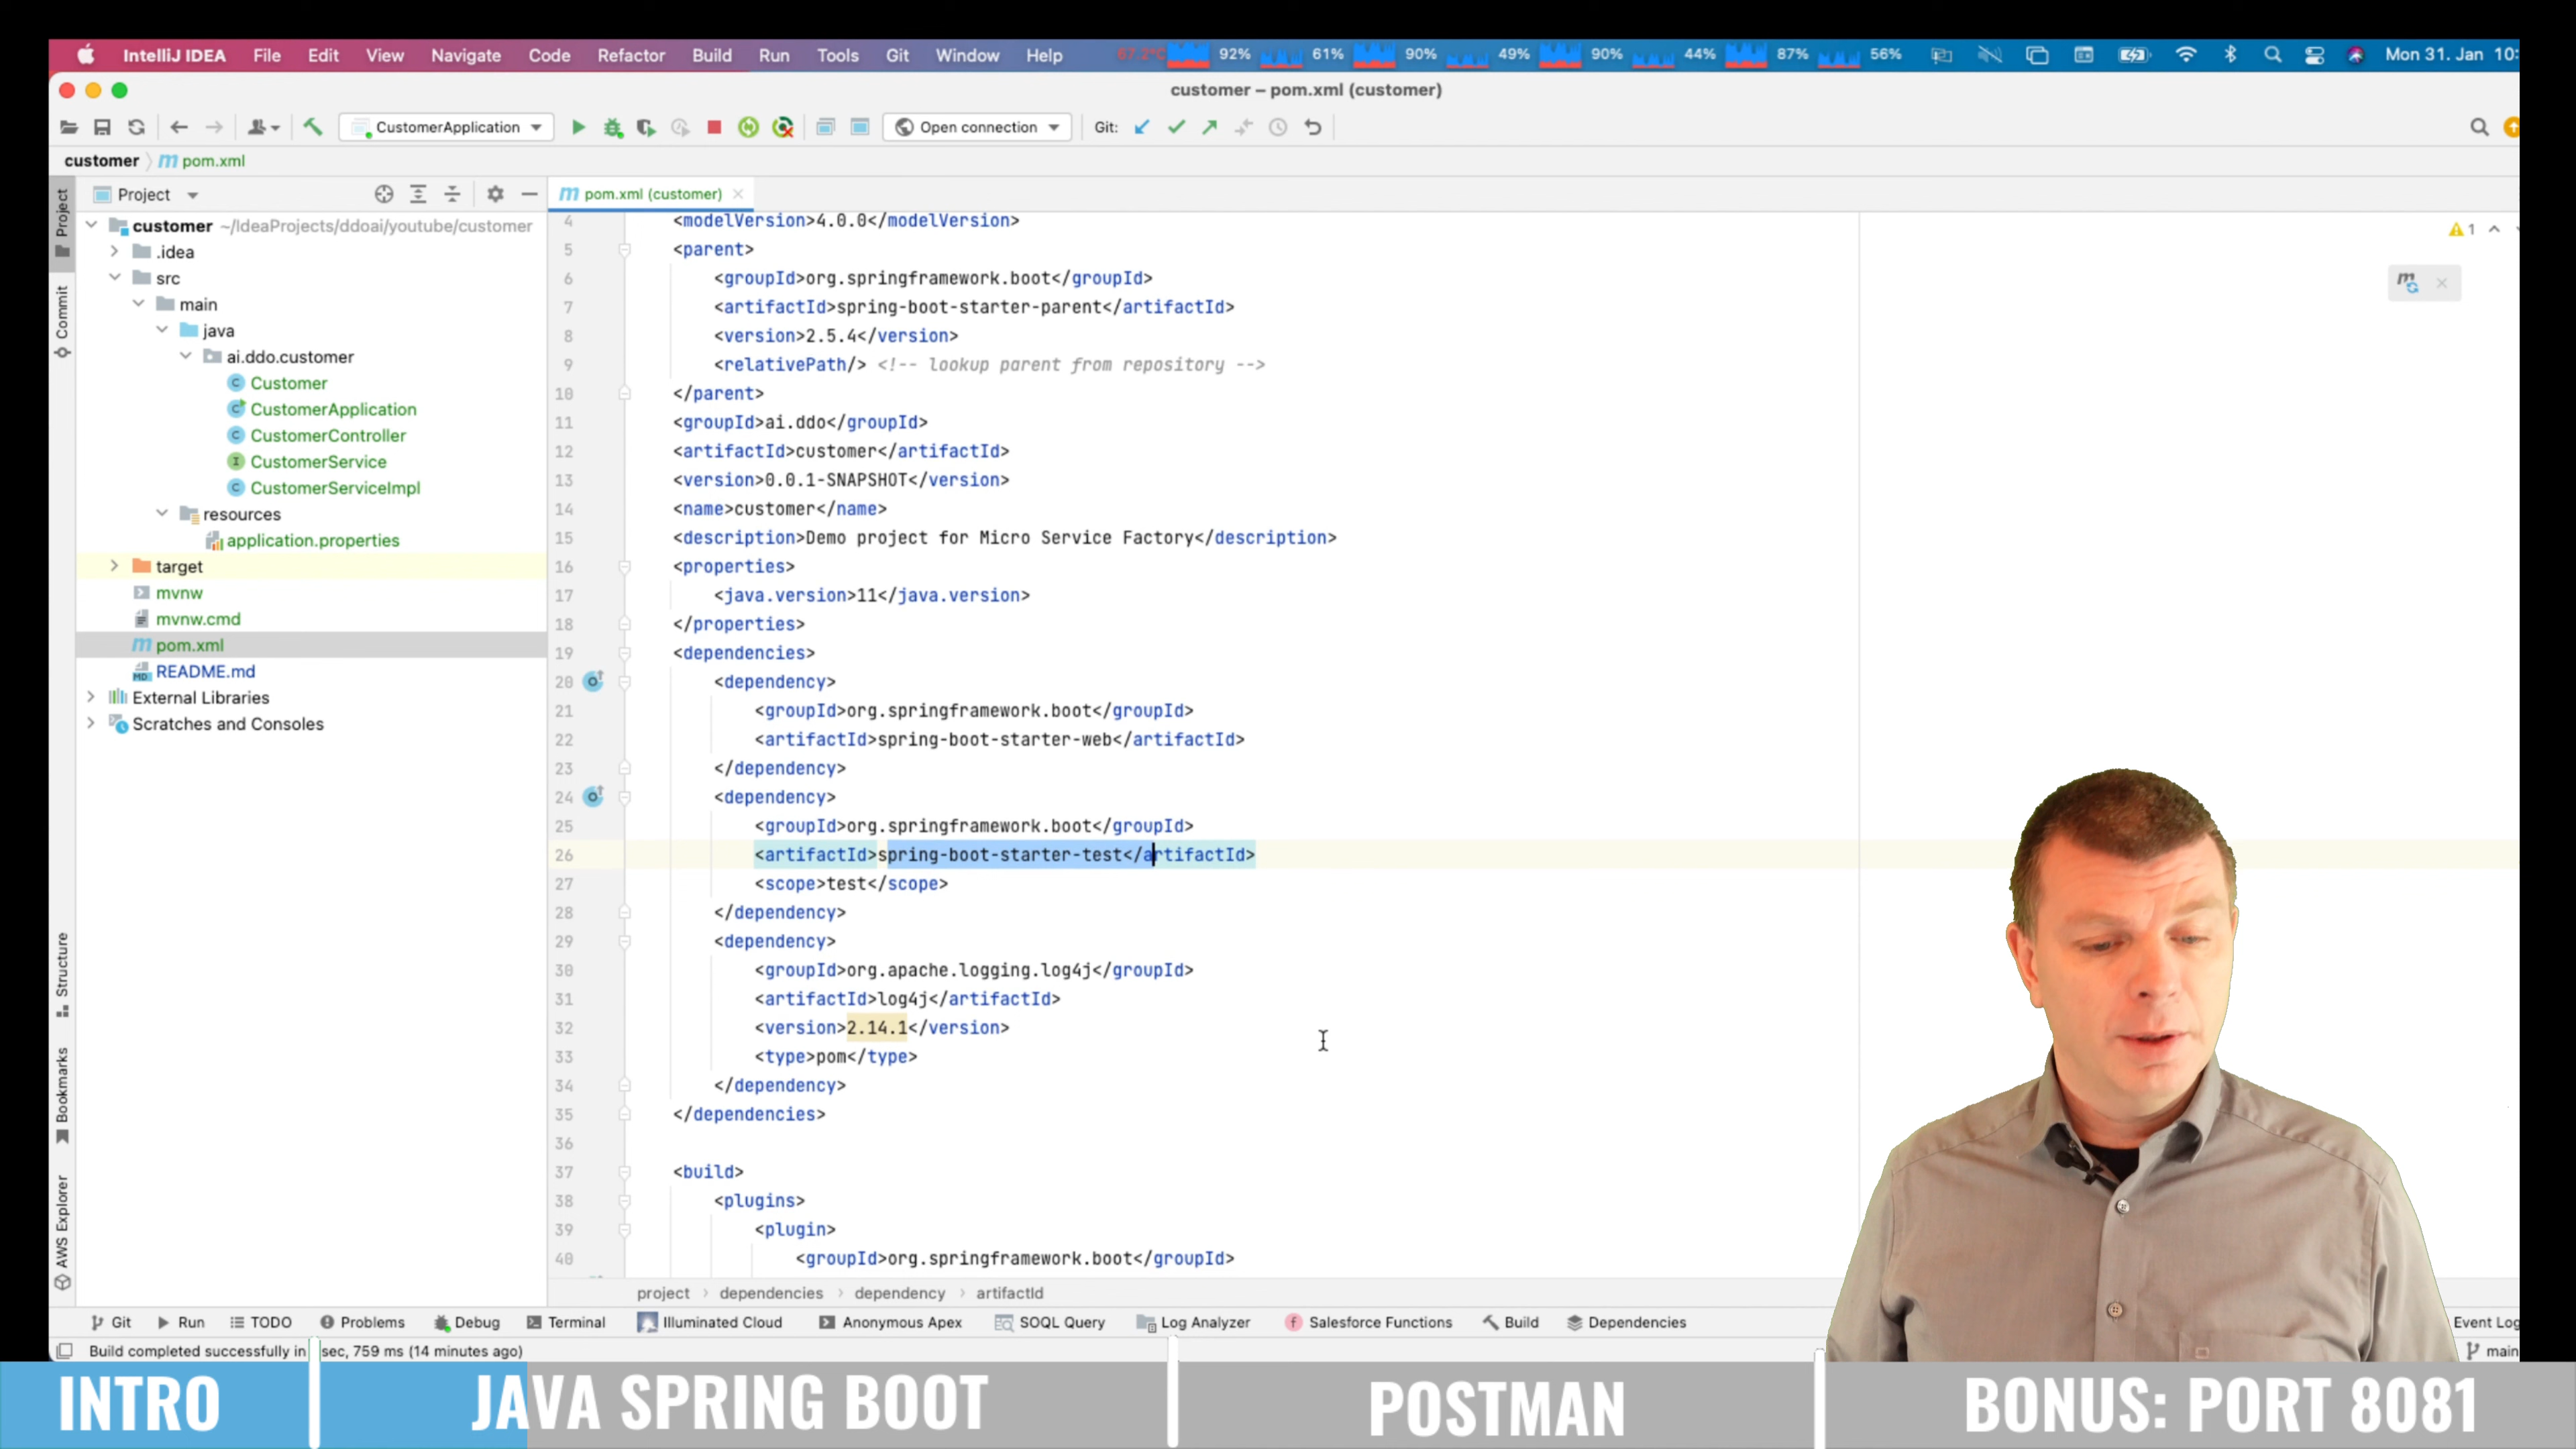 IntelliJ IDEA File Edit View Navigate Code Refactor Build Run Tools Git Window Help 67.2°C 92% 61% 90% 49% 90% 44% 87% 56% Mon 31. Jan 10:
customer – pom.xml (customer)
CustomerApplication Open connection Git:
customer pom.xml
Project pom.xml (customer)
Project
Commit
Structure
Bookmarks
AWS Explorer
customer ~/IdeaProjects/ddoai/youtube/customer
.idea
src
main
java
ai.ddo.customer
Customer
CustomerApplication
CustomerController
CustomerService
CustomerServiceImpl
resources
application.properties
target
mvnw
mvnw.cmd
pom.xml
README.md
External Libraries
Scratches and Consoles
4 <modelVersion>4.0.0</modelVersion>
5 <parent>
6 <groupId>org.springframework.boot</groupId>
7 <artifactId>spring-boot-starter-parent</artifactId>
8 <version>2.5.4</version>
9 <relativePath/> <!-- lookup parent from repository -->
10 </parent>
11 <groupId>ai.ddo</groupId>
12 <artifactId>customer</artifactId>
13 <version>0.0.1-SNAPSHOT</version>
14 <name>customer</name>
15 <description>Demo project for Micro Service Factory</description>
16 <properties>
17 <java.version>11</java.version>
18 </properties>
19 <dependencies>
20 <dependency>
21 <groupId>org.springframework.boot</groupId>
22 <artifactId>spring-boot-starter-web</artifactId>
23 </dependency>
24 <dependency>
25 <groupId>org.springframework.boot</groupId>
26 <artifactId>spring-boot-starter-test</artifactId>
27 <scope>test</scope>
28 </dependency>
29 <dependency>
30 <groupId>org.apache.logging.log4j</groupId>
31 <artifactId>log4j</artifactId>
32 <version>2.14.1</version>
33 <type>pom</type>
34 </dependency>
35 </dependencies>
36
37 <build>
38 <plugins>
39 <plugin>
40 <groupId>org.springframework.boot</groupId>
1
project dependencies dependency artifactId
Git Run TODO Problems Debug Terminal Illuminated Cloud Anonymous Apex SOQL Query Log Analyzer Salesforce Functions Build Dependencies Event Log
Build completed successfully in sec, 759 ms (14 minutes ago) main
INTRO JAVA SPRING BOOT POSTMAN BONUS: PORT 8081